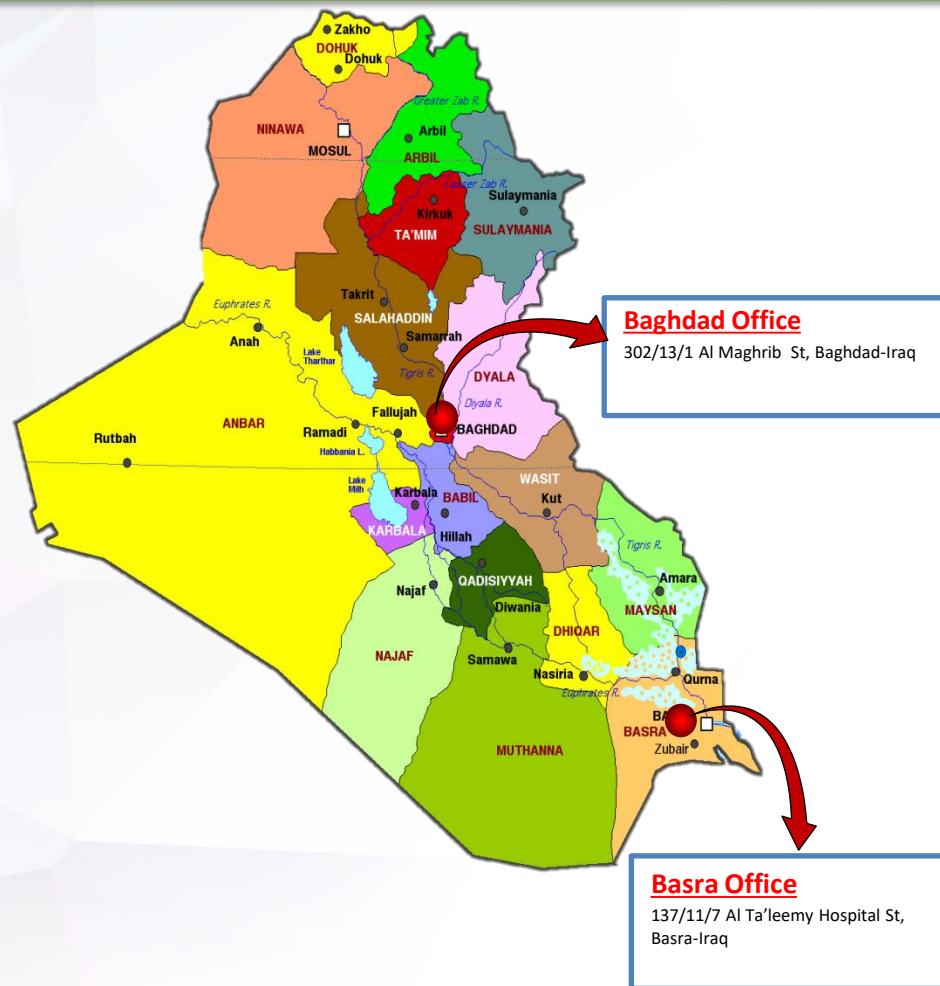 Zakho
DOHUK
Dohuk
Greater Zab R.
NINAWA
Arbil
MOSUL
ARBIL
Lesser Zab R.
Sulaymania
Kirkuk
TA'MIM
SULAYMANIA
Takrit
Euphrates R.
SALAHADDIN
Samarrah
Anah
Lake
Tharthar
Tigris R.
DYALA
Diyala R.
Baghdad Office
302/13/1 Al Maghrib St, Baghdad-Iraq
Fallujah
ANBAR
Ramadi
BAGHDAD
Rutbah
Habbania L.
WASIT
Lake
Milh
Karbala
BABIL
Kut
KARBALA
Hillah
Tigris R.
QADISIYYAH
Amara
Najaf
Diwania
MAYSAN
DHIQAR
NAJAF
Samawa
Nasiria
Qurna
Euphrates R.
BA
BASRA
Zubair
MUTHANNA
Basra Office
137/11/7 Al Ta’leemy Hospital St,
Basra-Iraq